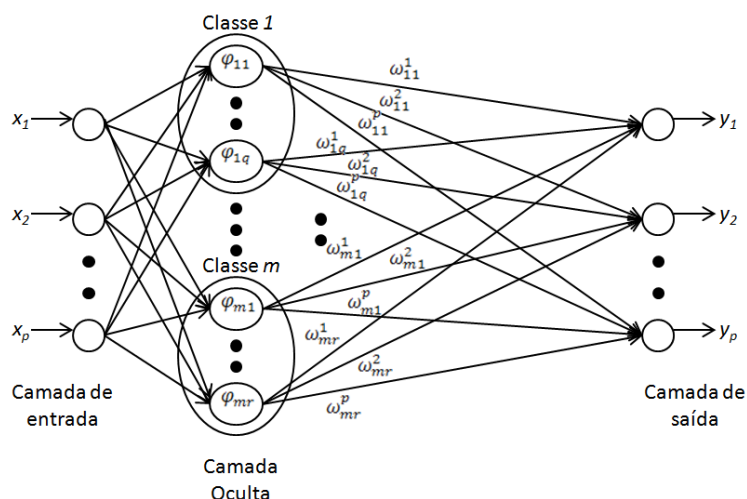 Classe 1
φ₁₁
ω¹₁₁
ω²₁₁
ωᵖ₁₁
x₁
y₁
ω¹₁q
φ₁q
ω²₁q
ωᵖ₁q
x₂
y₂
ω¹ₘ₁
ω²ₘ₁
Classe m
φₘ₁
ωᵖₘ₁
xₚ
ω¹ₘᵣ
yₚ
ω²ₘᵣ
φₘᵣ
ωᵖₘᵣ
Camada de
entrada
Camada de
saída
Camada
Oculta